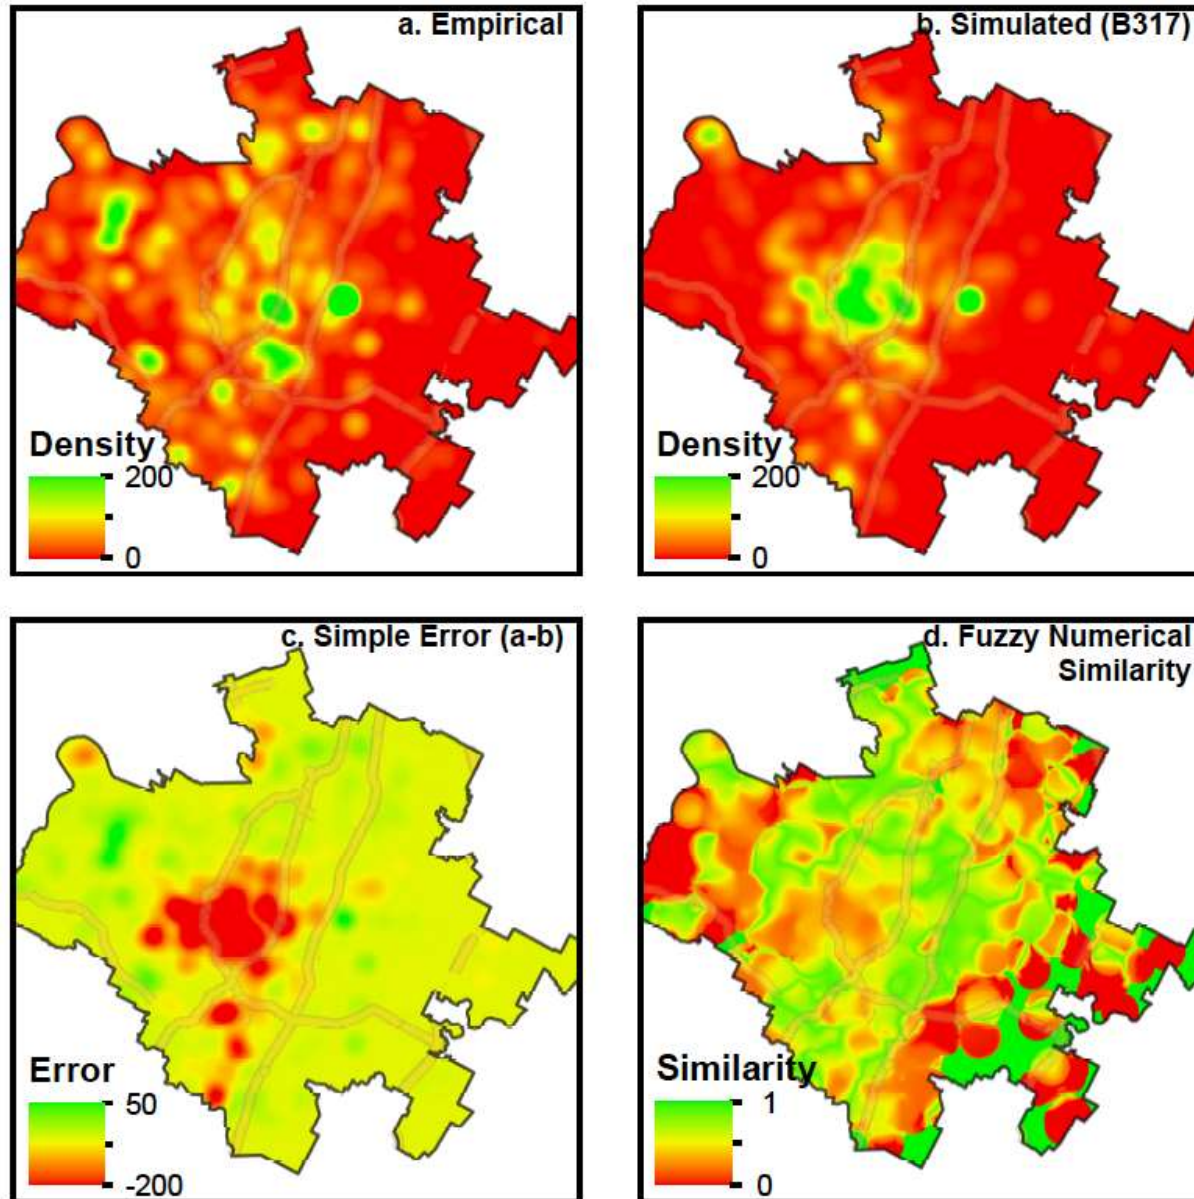 a. Empirical
Density
200
0
b. Simulated (B317)
Density
200
0
c. Simple Error (a-b)
Error
50
-200
d. Fuzzy Numerical
Similarity
Similarity
1
0